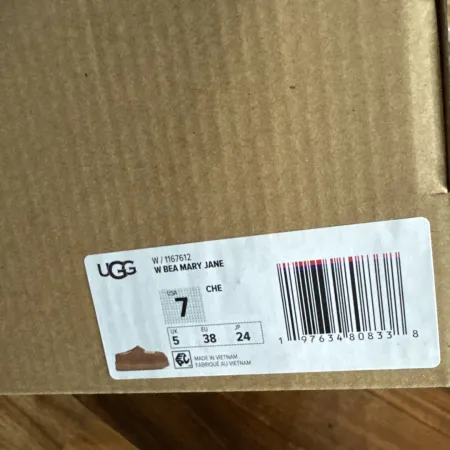 UGG
W / 1167612
W BEA MARY JANE
USA
7
CHE
UK
5
EU
38
JP
24
MADE IN VIETNAM
FABRIQUÉ AU VIETNAM
1 97634 80833 8